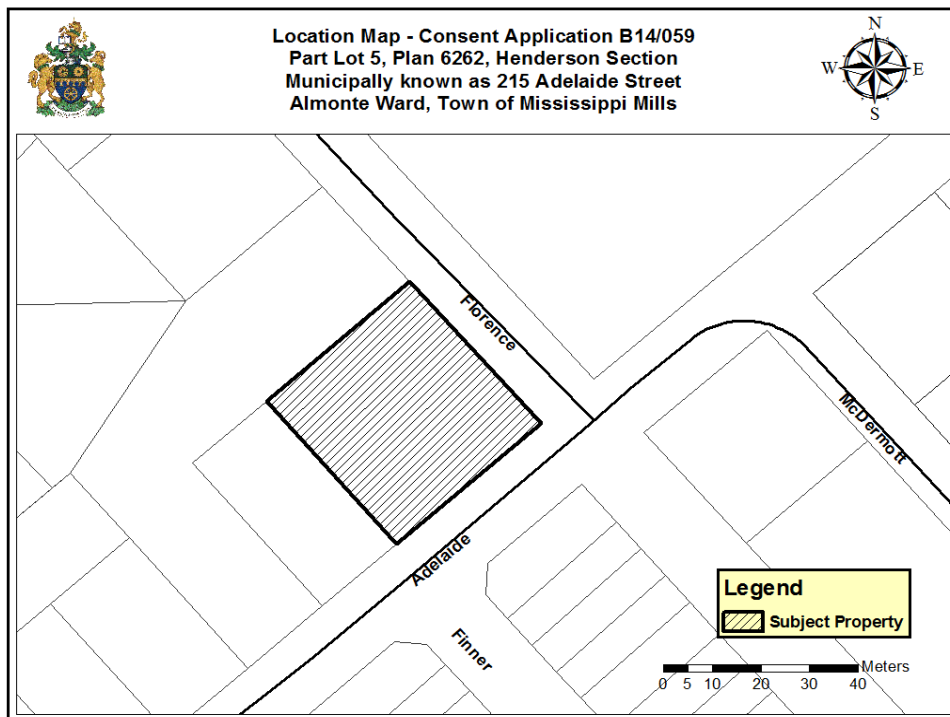 Location Map - Consent Application B14/059
Part Lot 5, Plan 6262, Henderson Section
Municipally known as 215 Adelaide Street
Almonte Ward, Town of Mississippi Mills
N
W
E
S
Florence
McDermott
Adelaide
Finner
Legend
Subject Property
Meters
0 5 10 20 30 40